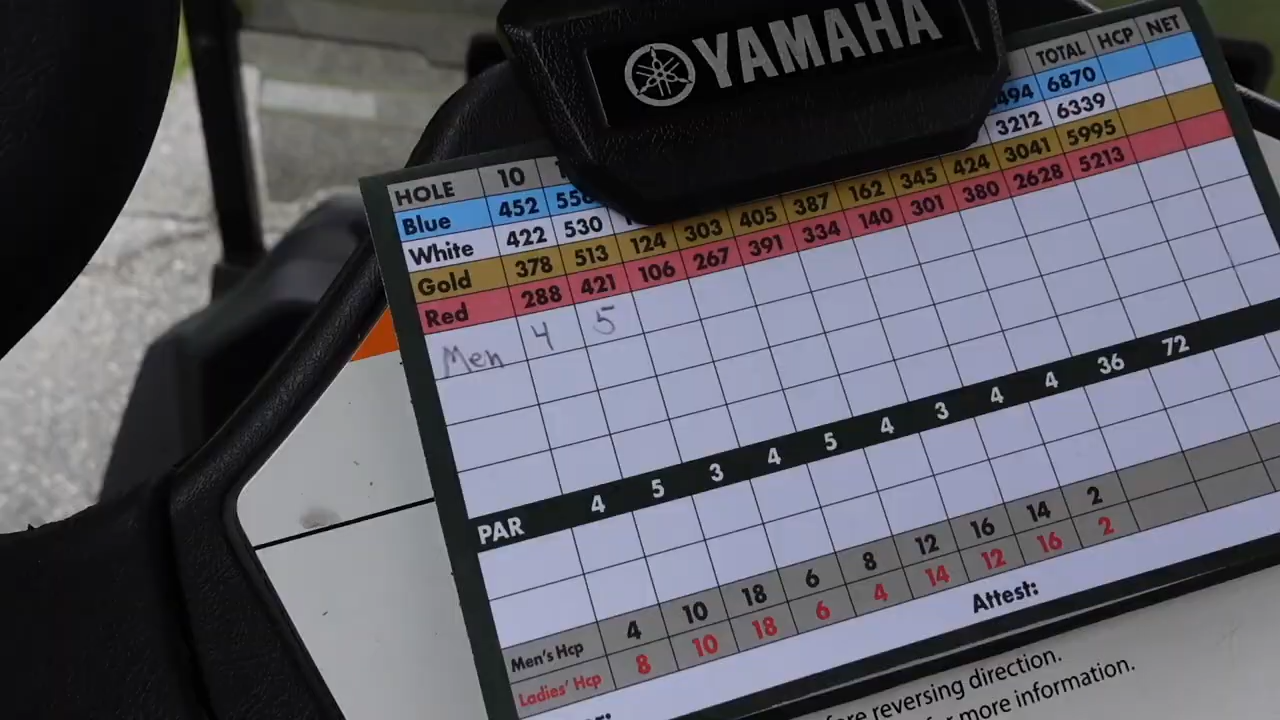 YAMAHA
TOTAL HCP NET
HOLE 10
Blue 452 494 6870
White 422 530 3212 6339
Gold 378 513 124 303 405 387 162 345 424 3041 5995
Red 288 421 106 267 391 334 140 301 380 2628 5213
Men 4 5
PAR 4 5 3 4 5 4 3 4 4 36 72
Men's Hcp 4 10 18 6 8 12 16 14 2
Ladies' Hcp 8 10 18 6 4 14 12 16 2
Attest:
before reversing direction.
for more information.